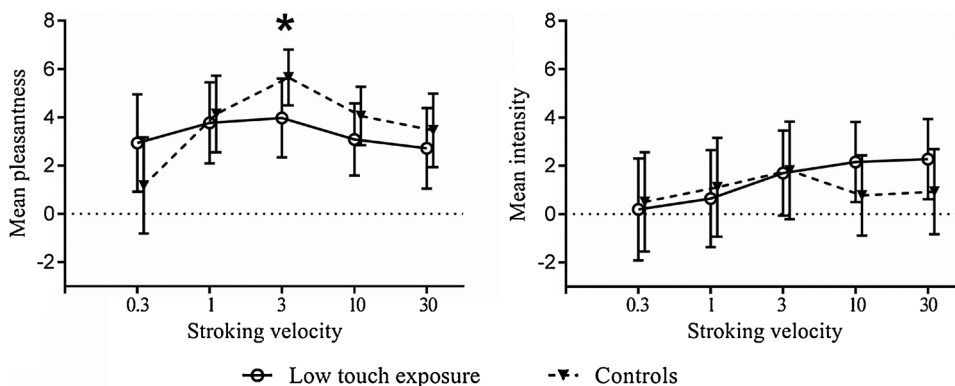 8
6
4
2
0
-2
Mean pleasantness
*
0.3 1 3 10 30
Stroking velocity
8
6
4
2
0
-2
Mean intensity
0.3 1 3 10 30
Stroking velocity
Low touch exposure Controls